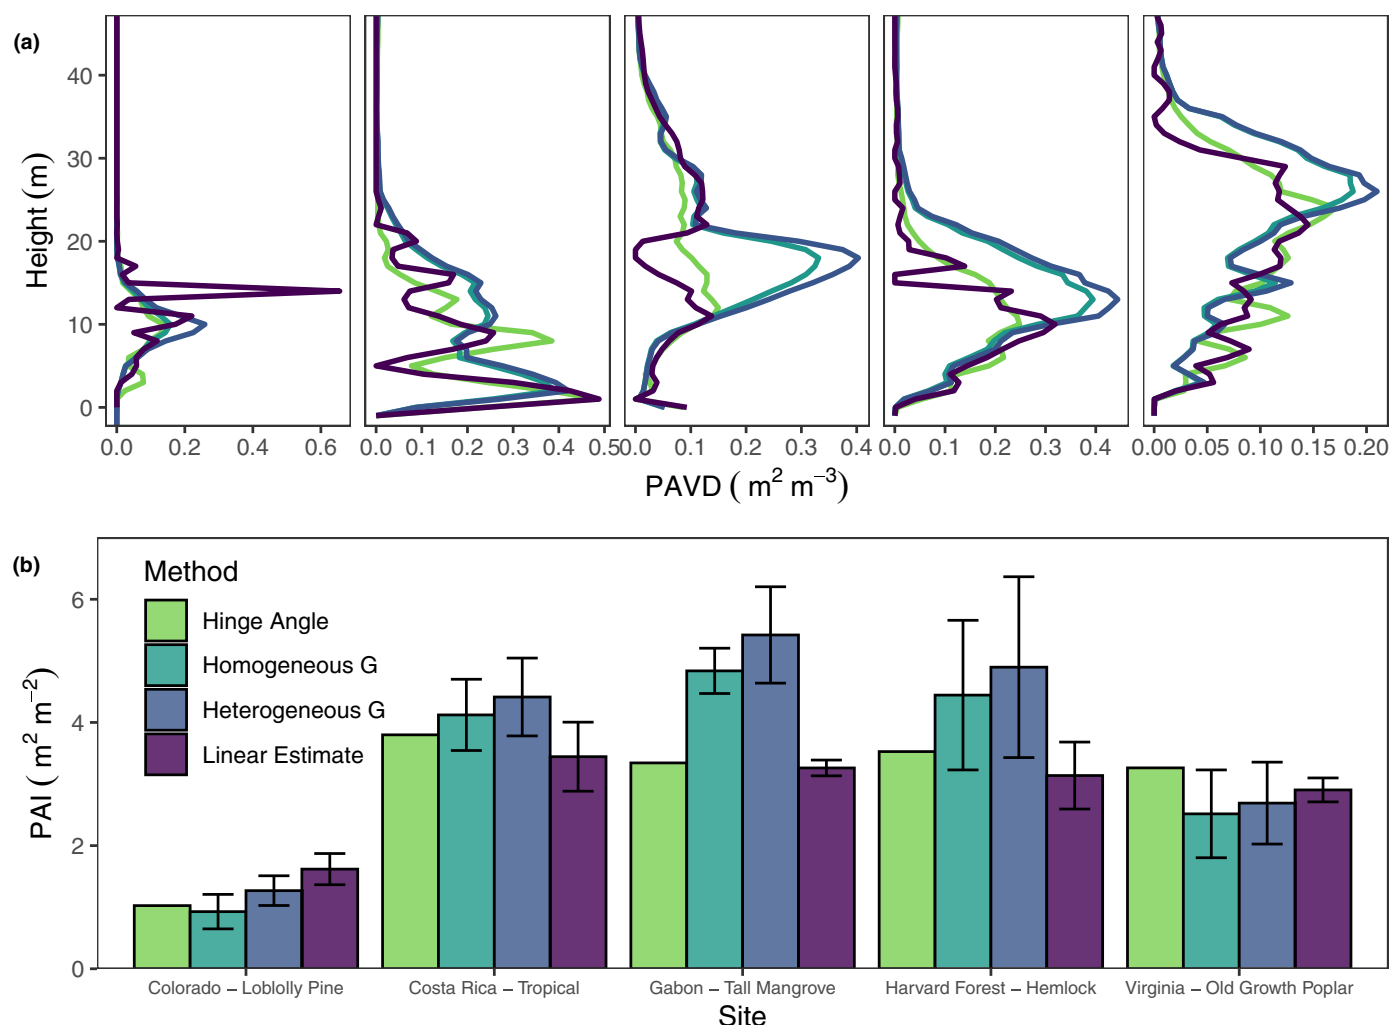 (a)
Height (m)
40
30
20
10
0
0.0 0.2 0.4 0.6
0.0 0.1 0.2 0.3 0.4 0.5
0.0 0.1 0.2 0.3 0.4
0.0 0.1 0.2 0.3 0.4
0.00 0.05 0.10 0.15 0.20
PAVD ( m² m⁻³)
(b)
PAI ( m² m⁻²)
6
4
2
0
Method
Hinge Angle
Homogeneous G
Heterogeneous G
Linear Estimate
Colorado − Loblolly Pine
Costa Rica − Tropical
Gabon − Tall Mangrove
Harvard Forest − Hemlock
Virginia − Old Growth Poplar
Site